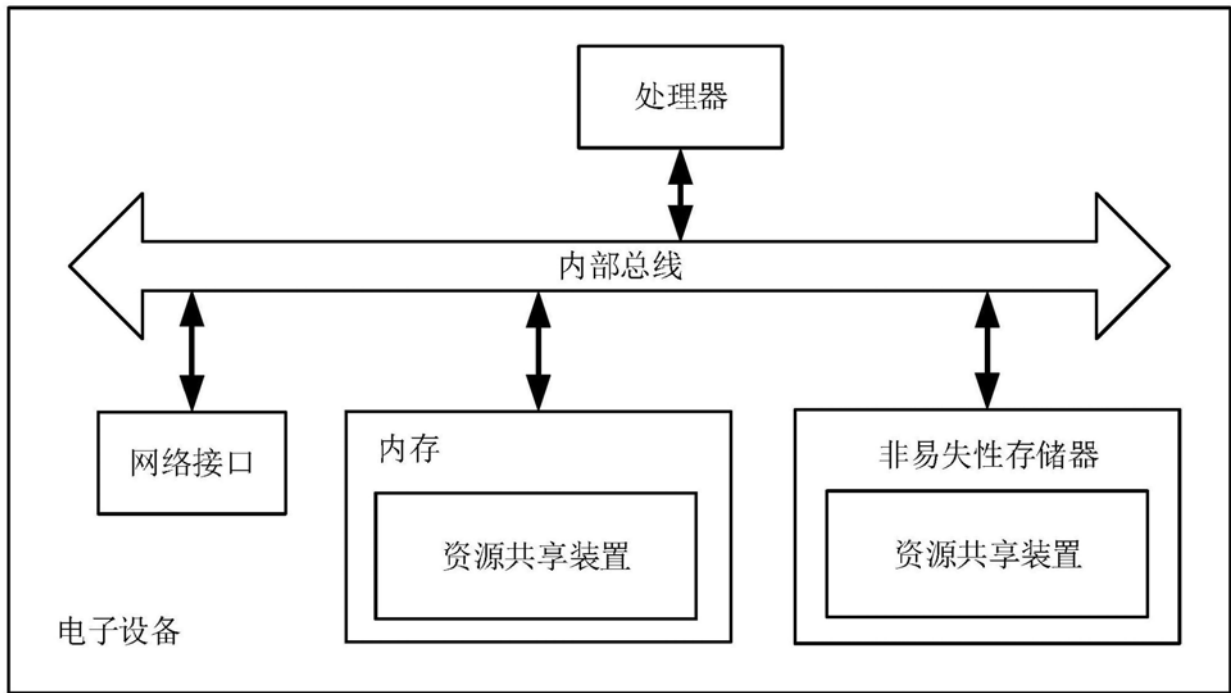 处理器
内部总线
网络接口
内存
资源共享装置
非易失性存储器
资源共享装置
电子设备